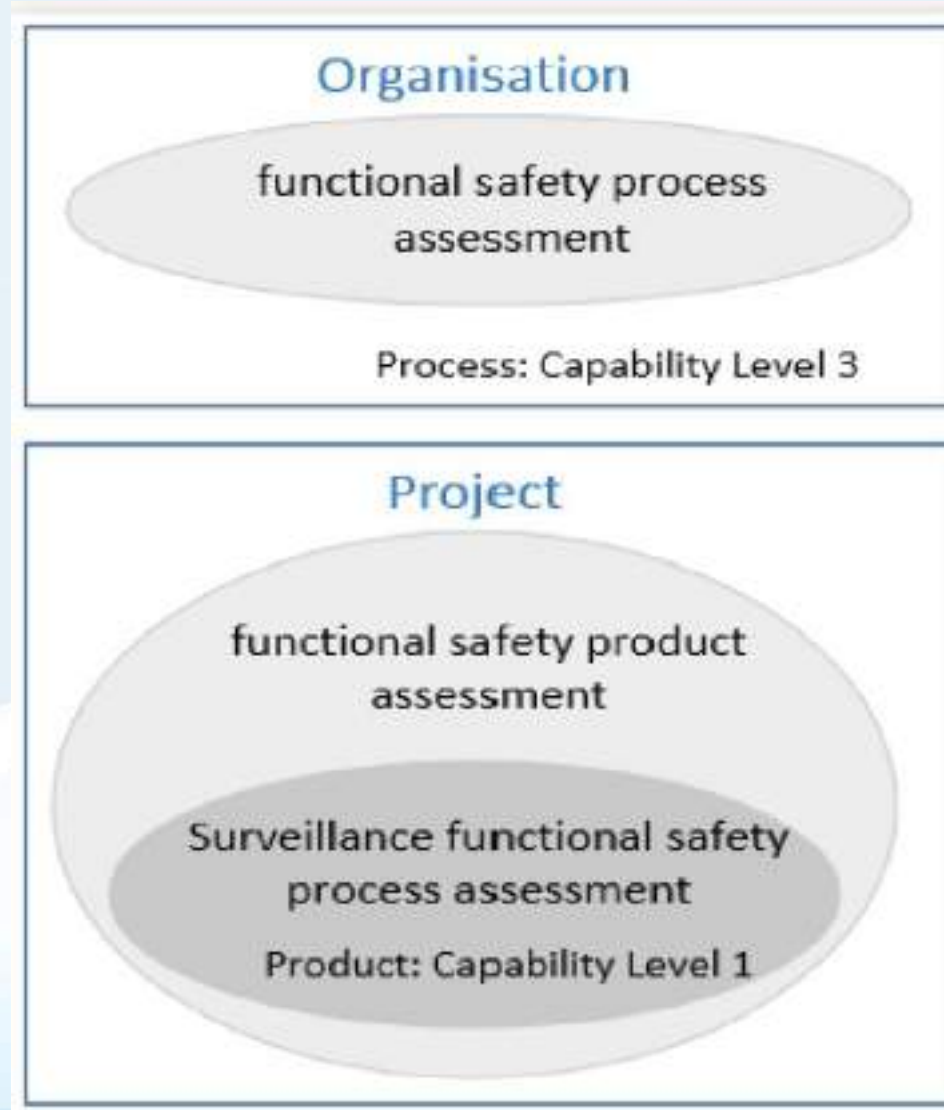 Organisation
functional safety process
assessment
Process: Capability Level 3
Project
functional safety product
assessment
Surveillance functional safety
process assessment
Product: Capability Level 1